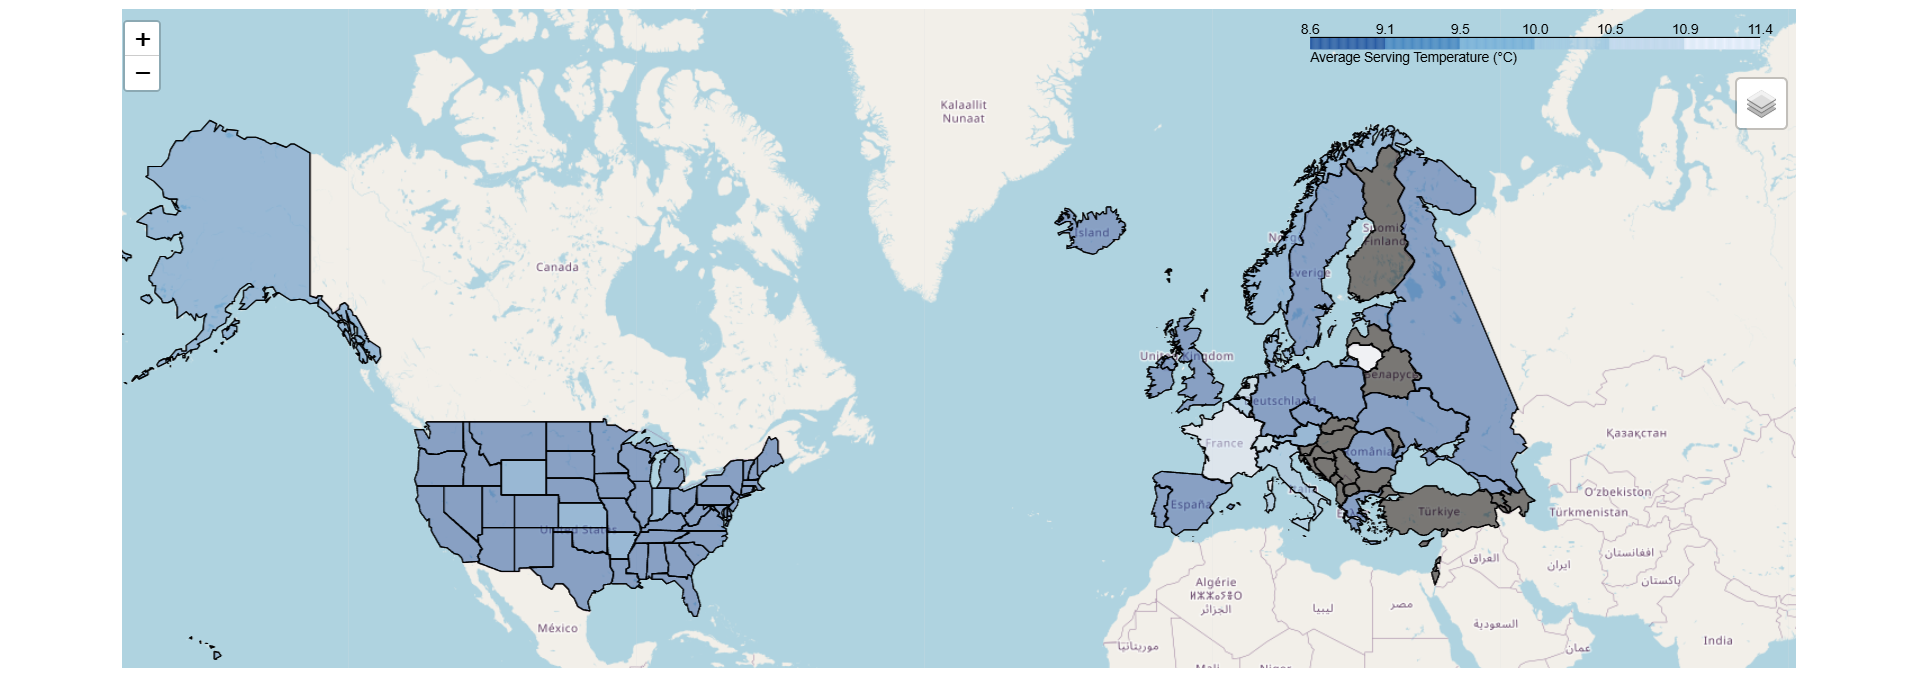 +
−
8.6 9.1 9.5 10.0 10.5 10.9 11.4
Average Serving Temperature (°C)
Kalaallit
Nunaat
Canada
United States
México
Ísland
Norge
Sverige
Suomi
Finland
United Kingdom
Беларусь
Deutschland
France
România
España
Italia
Türkiye
Қазақстан
O'zbekiston
Türkmenistan
افغانستان
ایران
پاکستان
العراق
Algérie
ⵍⵣⵣⴰⵢⴻⵔ
الجزائر
ليبيا
مصر
السعودية
عمان
موريتانيا
Mali
Niger
India